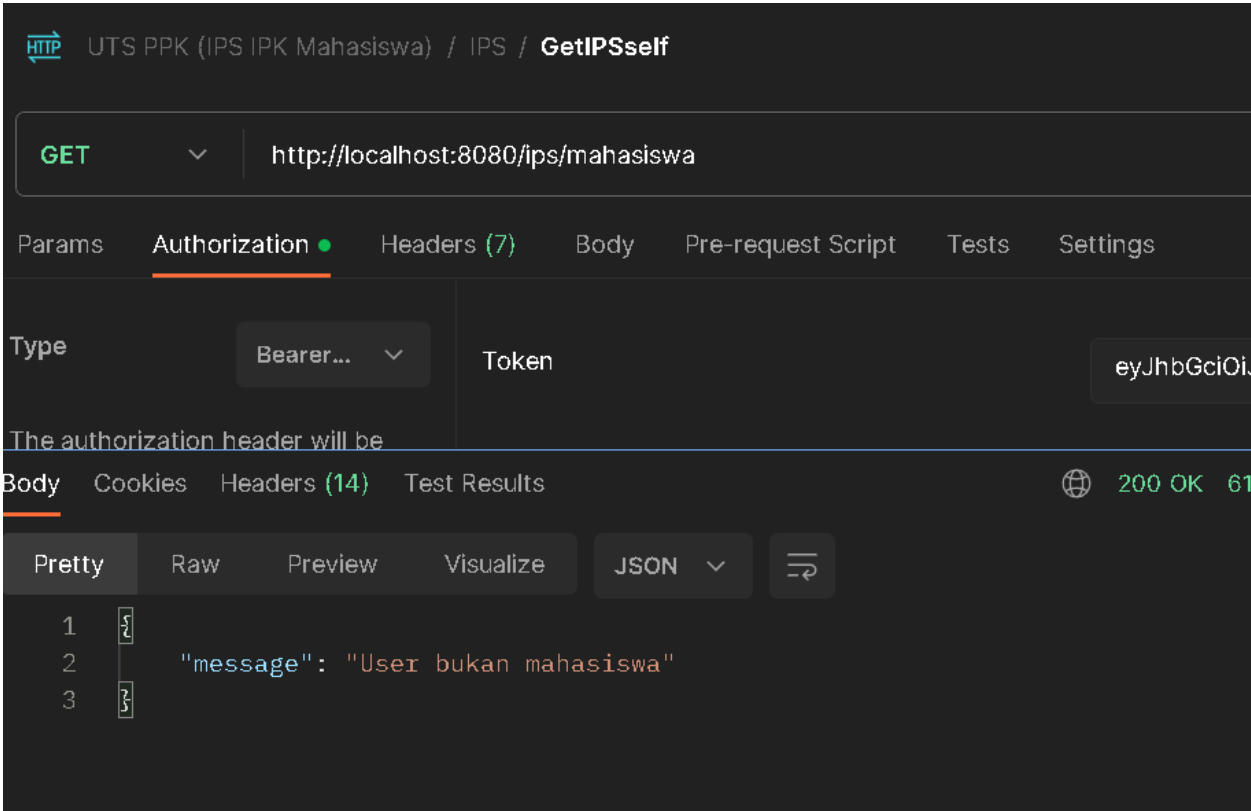 HTTP UTS PPK (IPS IPK Mahasiswa) / IPS / GetIPSself
GET http://localhost:8080/ips/mahasiswa
Params Authorization Headers (7) Body Pre-request Script Tests Settings
Type Bearer... Token eyJhbGciOiJ
The authorization header will be
Body Cookies Headers (14) Test Results 200 OK 61
Pretty Raw Preview Visualize JSON
1 {
2 "message": "User bukan mahasiswa"
3 }